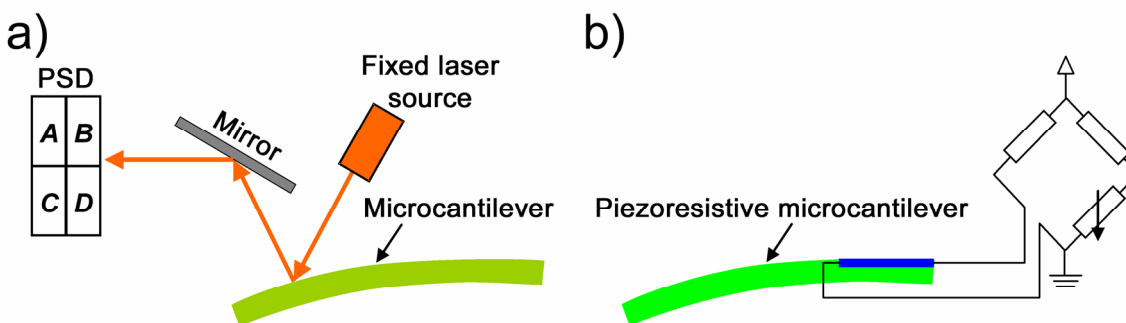 a)
PSD
A B
C D
Mirror
Fixed laser
source
Microcantilever
b)
Piezoresistive microcantilever